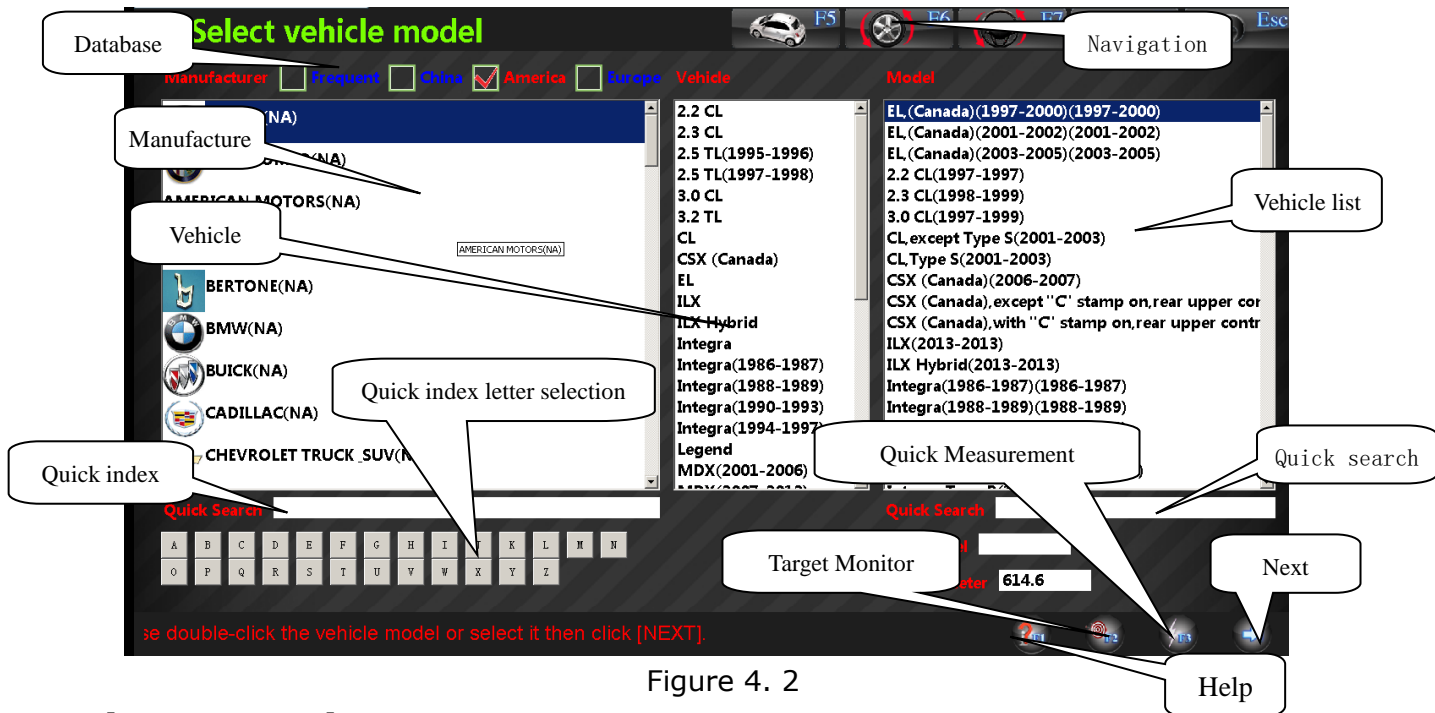 Select vehicle model
F5
F6
F7
Esc
Database
Navigation
Manufacturer
Frequent
China
America
Europe
Vehicle
Model
(NA)
Manufacture
(NA)
AMERICAN MOTORS(NA)
Vehicle
AMERICAN MOTORS(NA)
BERTONE(NA)
BMW(NA)
BUICK(NA)
CADILLAC(NA)
CHEVROLET TRUCK_SUV(N
2.2 CL
2.3 CL
2.5 TL(1995-1996)
2.5 TL(1997-1998)
3.0 CL
3.2 TL
CL
CSX (Canada)
EL
ILX
ILX Hybrid
Integra
Integra(1986-1987)
Integra(1988-1989)
Integra(1990-1993)
Integra(1994-1997)
Legend
MDX(2001-2006)
MDX(2007-2013)
EL,(Canada)(1997-2000)(1997-2000)
EL,(Canada)(2001-2002)(2001-2002)
EL,(Canada)(2003-2005)(2003-2005)
2.2 CL(1997-1997)
2.3 CL(1998-1999)
3.0 CL(1997-1999)
CL,except Type S(2001-2003)
CL,Type S(2001-2003)
CSX (Canada)(2006-2007)
CSX (Canada),except "C" stamp on,rear upper cor
CSX (Canada),with "C" stamp on,rear upper contr
ILX(2013-2013)
ILX Hybrid(2013-2013)
Integra(1986-1987)(1986-1987)
Integra(1988-1989)(1988-1989)
Vehicle list
Quick index letter selection
Quick Measurement
Quick index
Quick search
Quick Search
Quick Search
A B C D E F G H I J K L M N
O P Q R S T U V W X Y Z
Target Monitor
Next
614.6
se double-click the vehicle model or select it then click [NEXT].
F1
F2
F3
Help
Figure 4. 2